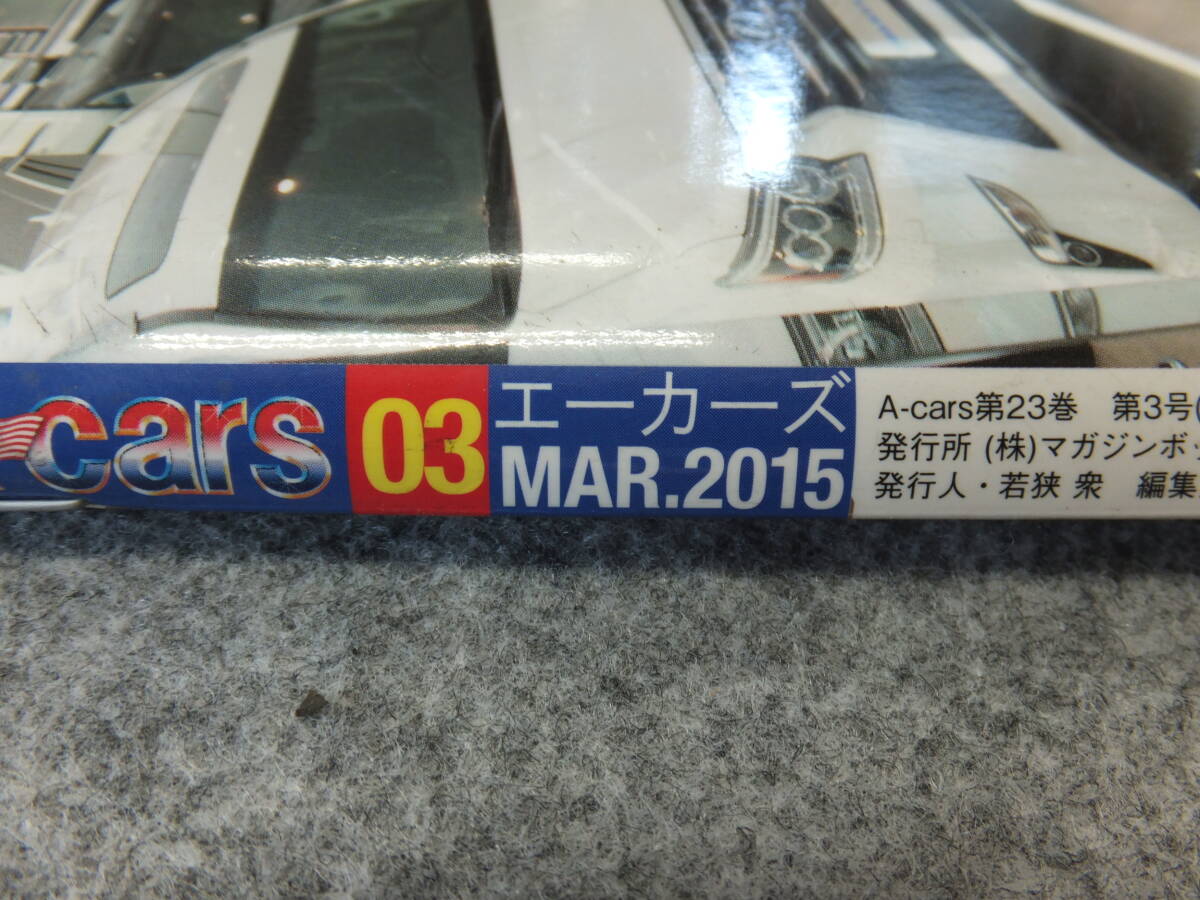 cars
03
エーカーズ
MAR.2015
A-cars第23巻 第3号(
発行所 (株)マガジンボッ
発行人・若狭 衆 編集